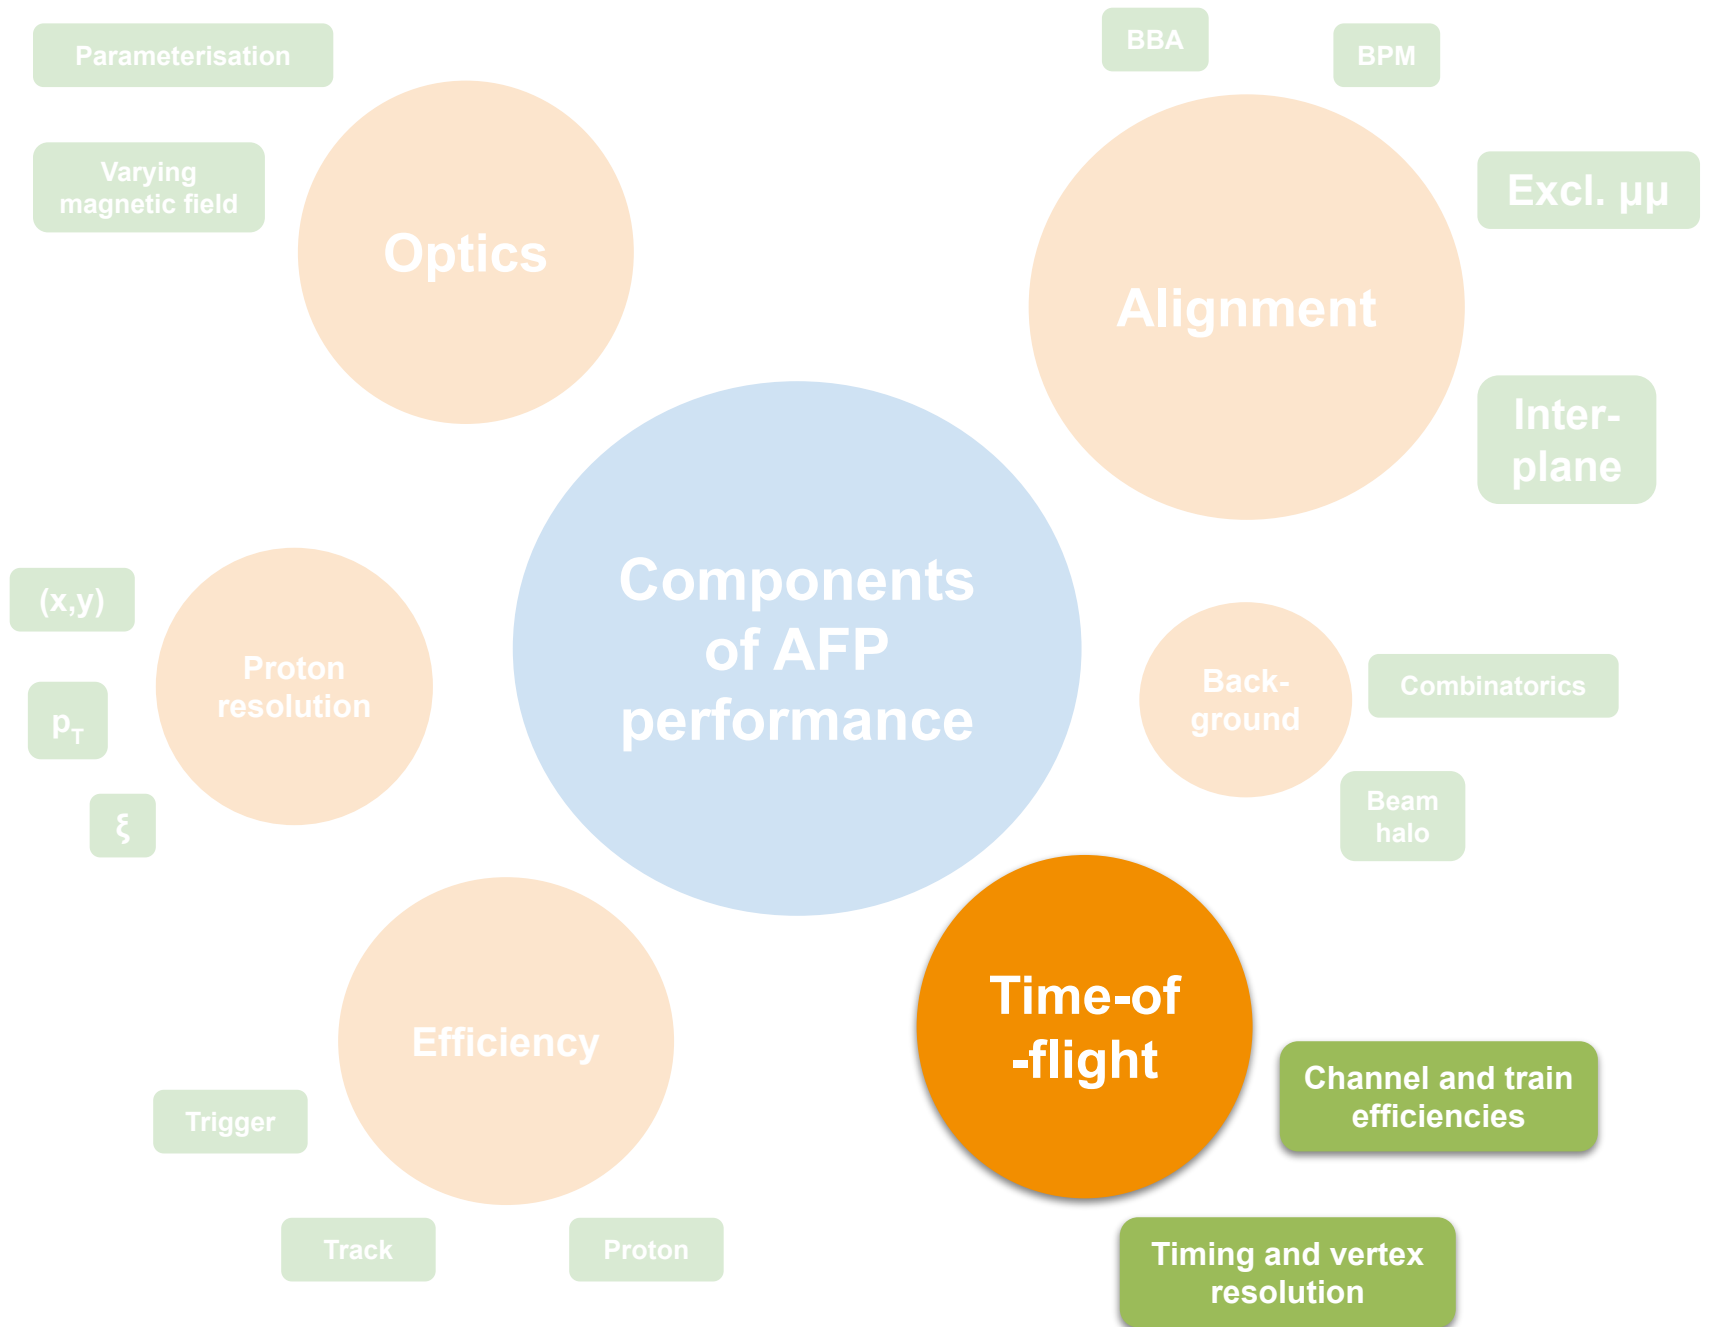 Parameterisation
Varying
magnetic field
Optics
BBA
BPM
Excl. μμ
Alignment
Inter-
plane
(x,y)
pT
ξ
Proton
resolution
Components
of AFP
performance
Back-
ground
Combinatorics
Beam
halo
Efficiency
Trigger
Track
Proton
Time-of
-flight
Channel and train
efficiencies
Timing and vertex
resolution